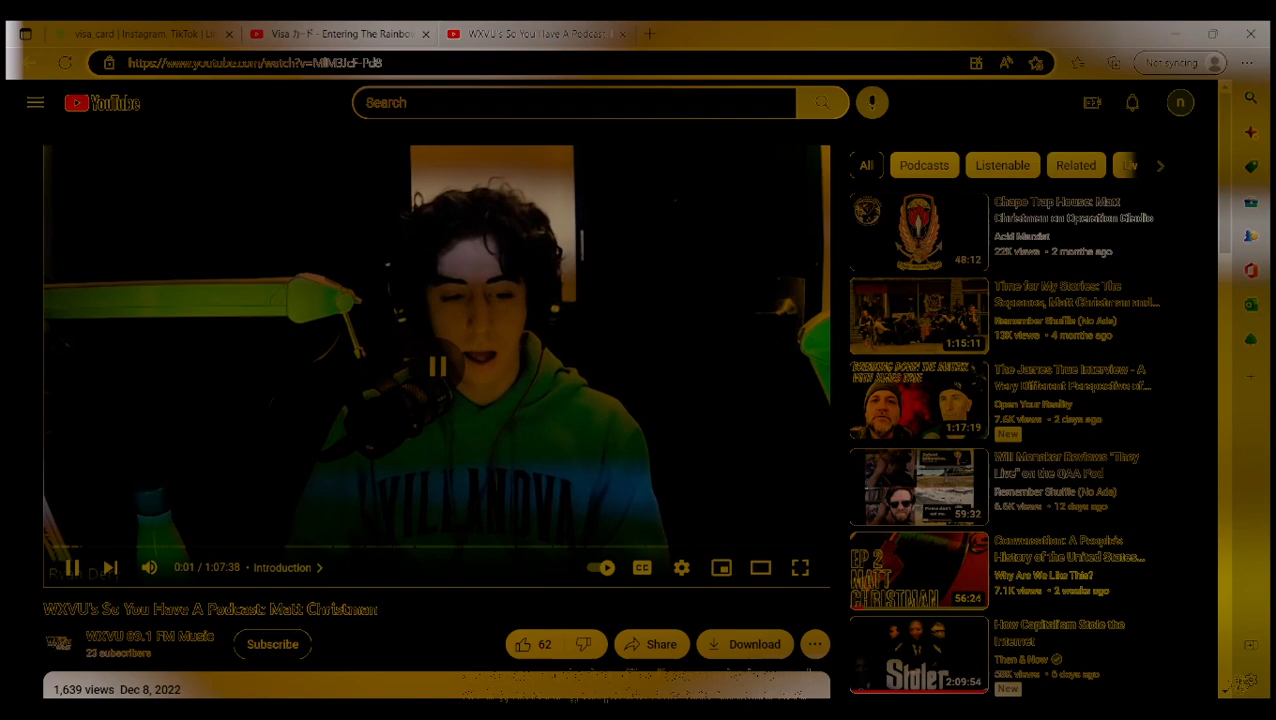 visa_card | Instagram, TikTok | Li
Visa カード - Entering The Rainbow
WXVU's So You Have A Podcast:
https://www.youtube.com/watch?v=
Not syncing
YouTube
Search
n
All
Podcasts
Listenable
Related
Chapo Trap House: Matt
Christman on Operation Gladio
Acid Marxist
22K views • 2 months ago
48:12
Time for My Stories: The
Sopranos, Matt Christman and...
Remember Shuffle (No Ads)
13K views • 4 months ago
1:15:11
The James True Interview - A
Very Different Perspective of...
Open Your Reality
7.6K views • 2 days ago
1:17:19
New
Will Menaker Reviews "They
Live" on the QAA Pod
Remember Shuffle (No Ads)
6.6K views • 12 days ago
59:32
VILLANOVA
Conversation: A People's
History of the United States...
Why Are We Like This?
7.1K views • 2 weeks ago
EP 2
MATT
CHRISTMAN
56:24
0:01 / 1:07:38 • Introduction
CC
WXVU's So You Have A Podcast: Matt Christman
WXVU 89.1 FM Music
23 subscribers
Subscribe
62
Share
Download
How Capitalism Stole the
Internet
Then & Now
58K views • 5 days ago
New
Stolen
2:09:54
1,639 views Dec 8, 2022